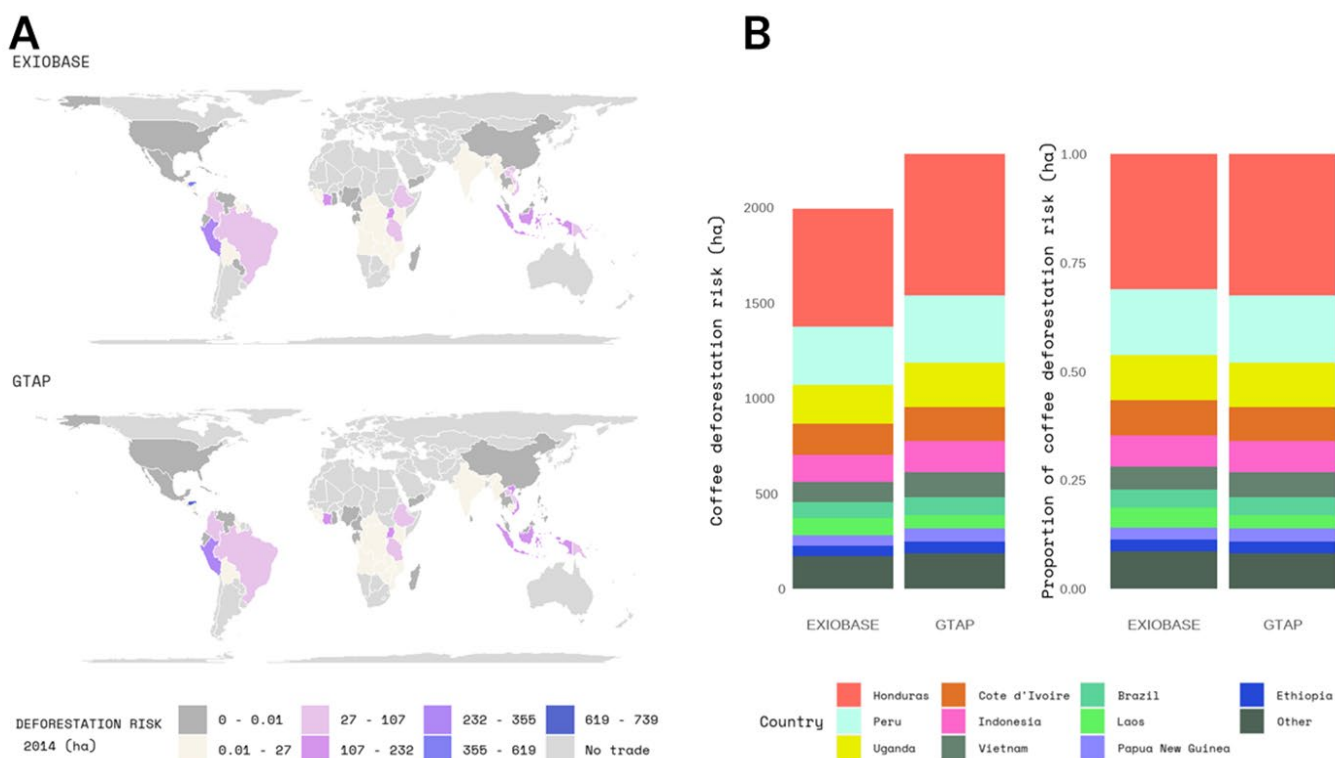 A
EXIOBASE
GTAP
DEFORESTATION RISK
2014 (ha)
0 - 0.01
27 - 107
232 - 355
619 - 739
0.01 - 27
107 - 232
355 - 619
No trade
B
Coffee deforestation risk (ha)
2000
1500
1000
500
0
EXIOBASE
GTAP
Proportion of coffee deforestation risk (ha)
1.00
0.75
0.50
0.25
0.00
EXIOBASE
GTAP
Country
Honduras
Cote d'Ivoire
Brazil
Ethiopia
Peru
Indonesia
Laos
Other
Uganda
Vietnam
Papua New Guinea